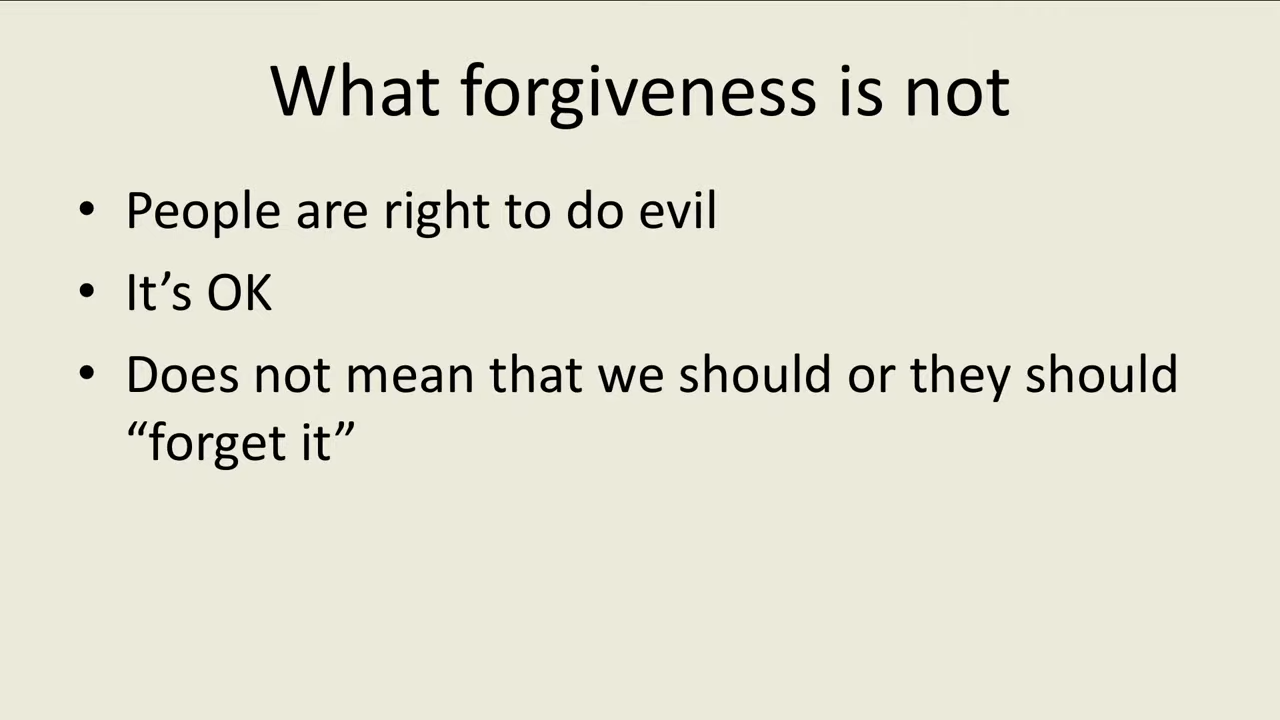 What forgiveness is not
• People are right to do evil
• It’s OK
• Does not mean that we should or they should
“forget it”